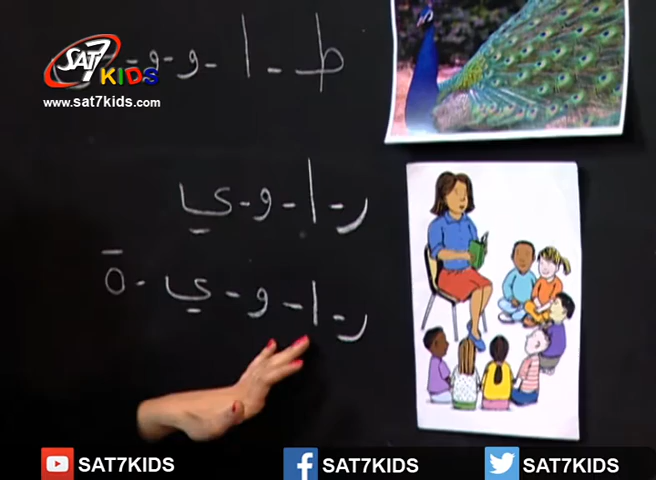 ط - ا - و - و -
SAT7
KIDS
www.sat7kids.com
ر - ا - و - ي
ر - ا - و - ي - ة
SAT7KIDS SAT7KIDS SAT7KIDS